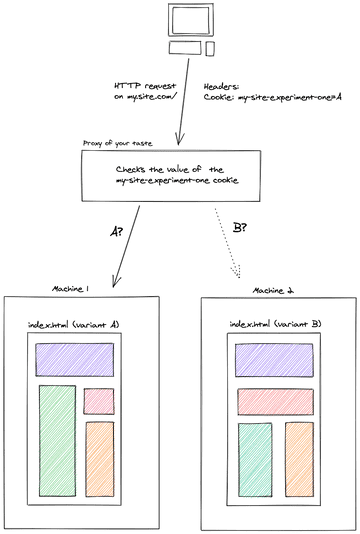 HTTP request
on my.site.com/
Headers:
Cookie: my-site-experiment-one=A
Proxy of your taste
Checks the value of the
my-site-experiment-one cookie
A?
B?
Machine 1
Machine 2
index.html (variant A)
index.html (variant B)